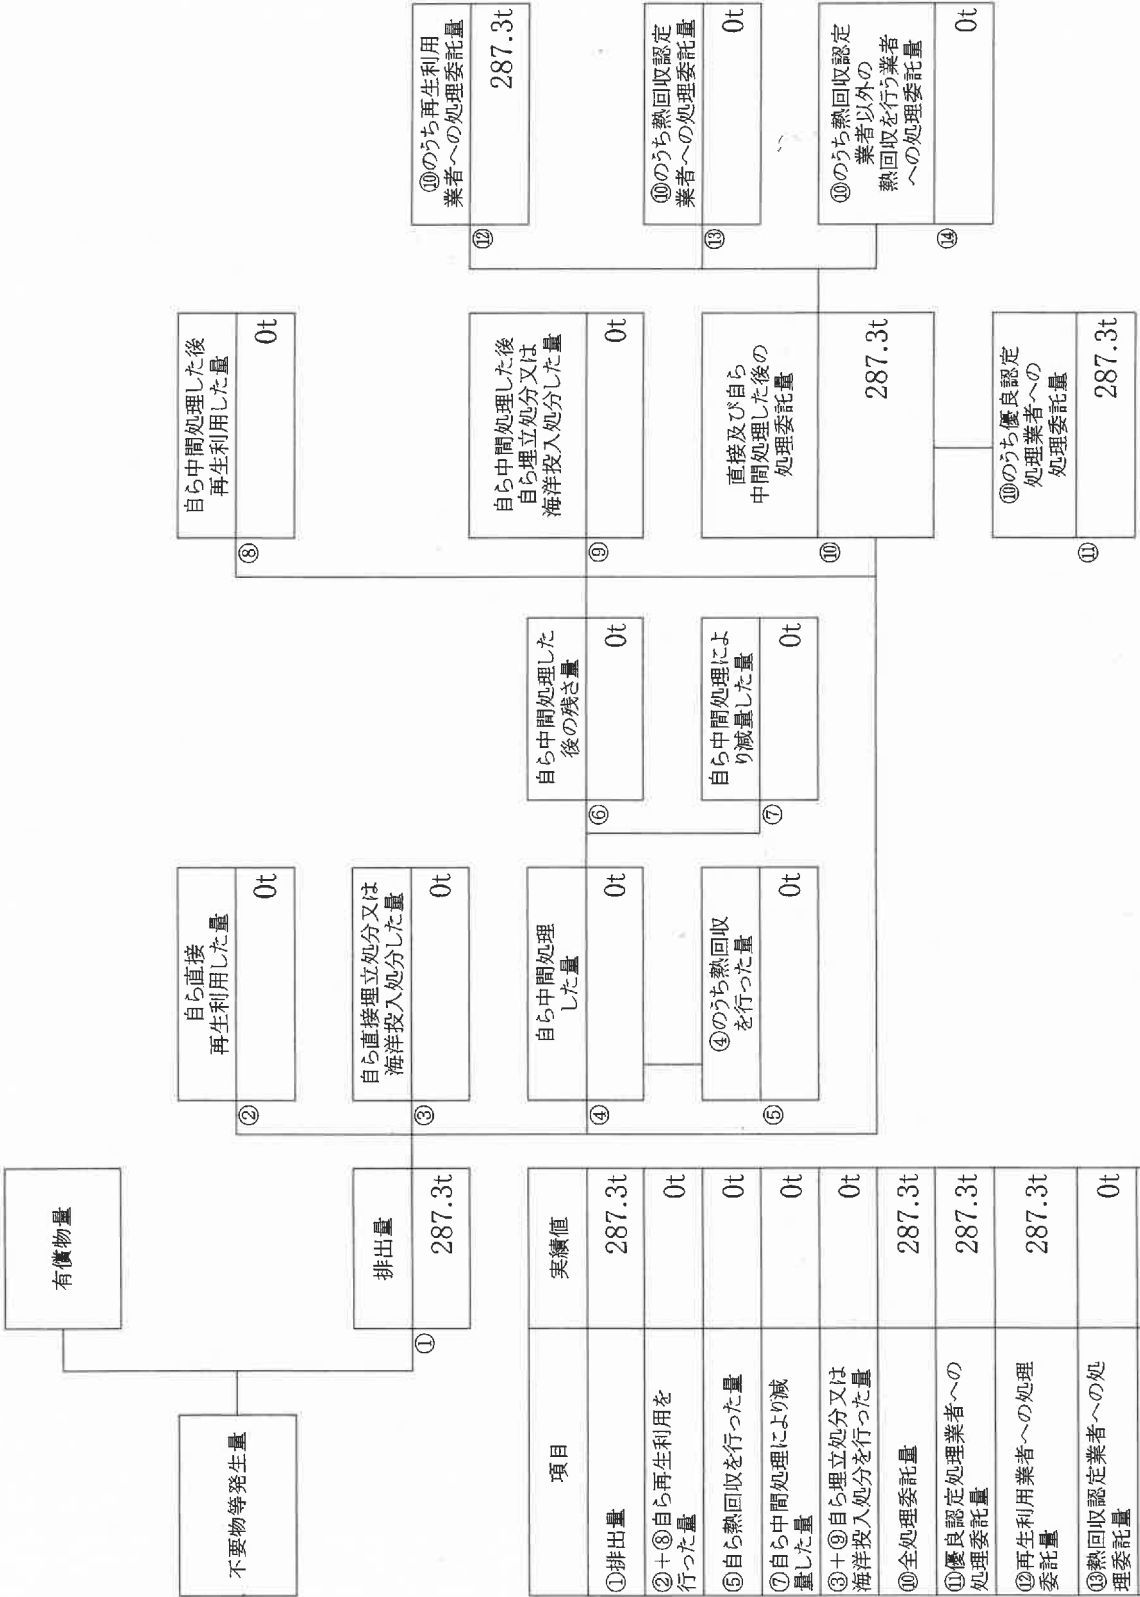 有償物量
不要物等発生量
排出量
①
287.3t
自ら直接
再生利用した量
②
0t
自ら直接埋立処分又は
海洋投入処分した量
③
0t
自ら中間処理
した量
④
0t
④のうち熱回収
を行った量
⑤
0t
自ら中間処理した
後の残さ量
⑥
0t
自ら中間処理によ
り減量した量
⑦
0t
自ら中間処理した後
再生利用した量
⑧
0t
自ら中間処理した後
自ら埋立処分又は
海洋投入処分した量
⑨
0t
直接及び自ら
中間処理した後の
処理委託量
⑩
287.3t
⑩のうち優良認定
処理業者への
処理委託量
⑪
287.3t
⑩のうち再生利用
業者への処理委託量
⑫
287.3t
⑩のうち熱回収認定
業者への処理委託量
⑬
0t
⑩のうち熱回収認定
業者以外の
熱回収を行う業者
への処理委託量
⑭
0t
項目 実績値
①排出量 287.3t
②+⑧自ら再生利用を
行った量 0t
⑤自ら熱回収を行った量 0t
⑦自ら中間処理により減
量した量 0t
③+⑨自ら埋立処分又は
海洋投入処分を行った量 0t
⑩全処理委託量 287.3t
⑪優良認定処理業者への
処理委託量 287.3t
⑫再生利用業者への処理
委託量 287.3t
⑬熱回収認定業者への処
理委託量 0t